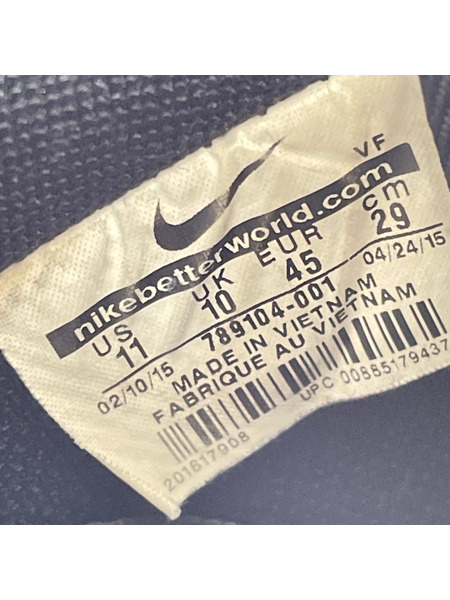 VF
nikebetterworld.com
US UK EUR cm
11 10 45 29
02/10/15 789104-001 04/24/15
MADE IN VIETNAM
FABRIQUE AU VIETNAM
UPC 00885179437
201617908